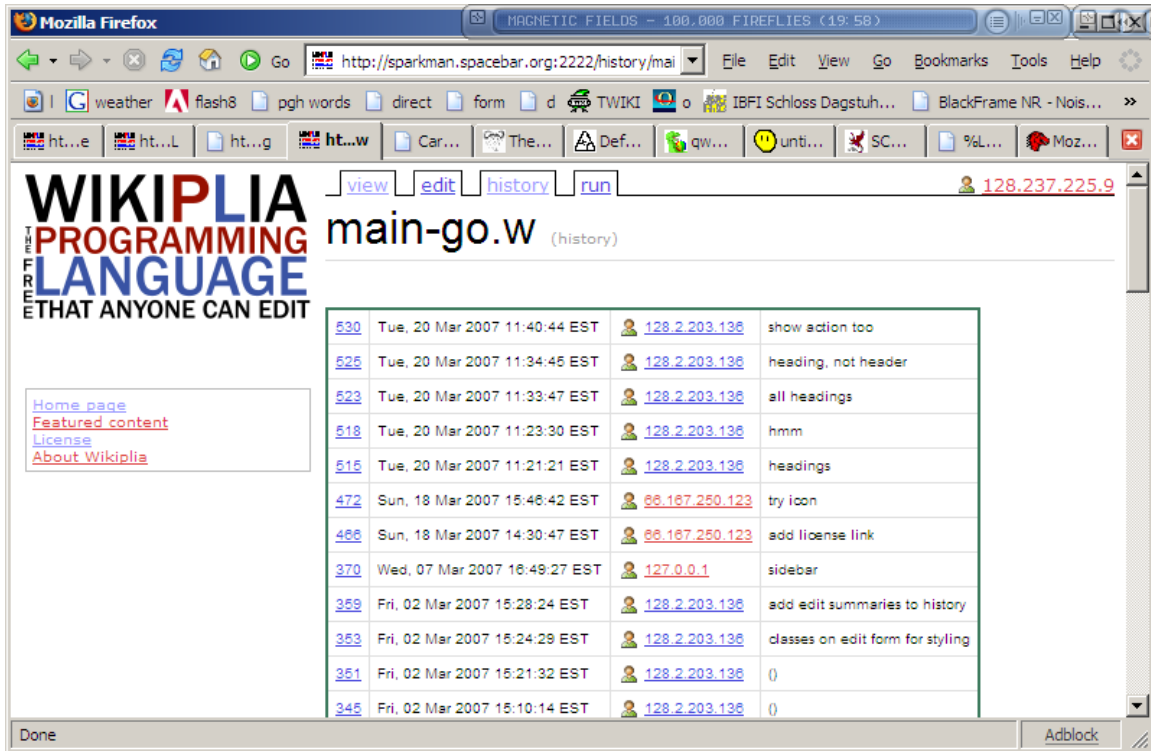 Mozilla Firefox
MAGNETIC FIELDS - 100,000 FIREFLIES (19:58)
Go http://sparkman.spacebar.org:2222/history/mai File Edit View Go Bookmarks Tools Help
l G weather flash8 pgh words direct form d TWIKI o IBFI Schloss Dagstuh... BlackFrame NR - Nois... »
ht...e ht...L ht...g ht...w Car... The... Def... qw... unti... SC... %L... Moz...
WIKIPLIA
THE FREE
PROGRAMMING
LANGUAGE
THAT ANYONE CAN EDIT
Home page
Featured content
License
About Wikiplia
view edit history run 128.237.225.9
main-go.w (history)
530 Tue, 20 Mar 2007 11:40:44 EST 128.2.203.136 show action too
525 Tue, 20 Mar 2007 11:34:45 EST 128.2.203.136 heading, not header
523 Tue, 20 Mar 2007 11:33:47 EST 128.2.203.136 all headings
518 Tue, 20 Mar 2007 11:23:30 EST 128.2.203.136 hmm
515 Tue, 20 Mar 2007 11:21:21 EST 128.2.203.136 headings
472 Sun, 18 Mar 2007 15:46:42 EST 66.167.250.123 try icon
466 Sun, 18 Mar 2007 14:30:47 EST 66.167.250.123 add license link
370 Wed, 07 Mar 2007 16:49:27 EST 127.0.0.1 sidebar
359 Fri, 02 Mar 2007 15:28:24 EST 128.2.203.136 add edit summaries to history
353 Fri, 02 Mar 2007 15:24:29 EST 128.2.203.136 classes on edit form for styling
351 Fri, 02 Mar 2007 15:21:32 EST 128.2.203.136 ()
345 Fri, 02 Mar 2007 15:10:14 EST 128.2.203.136 ()
Done Adblock